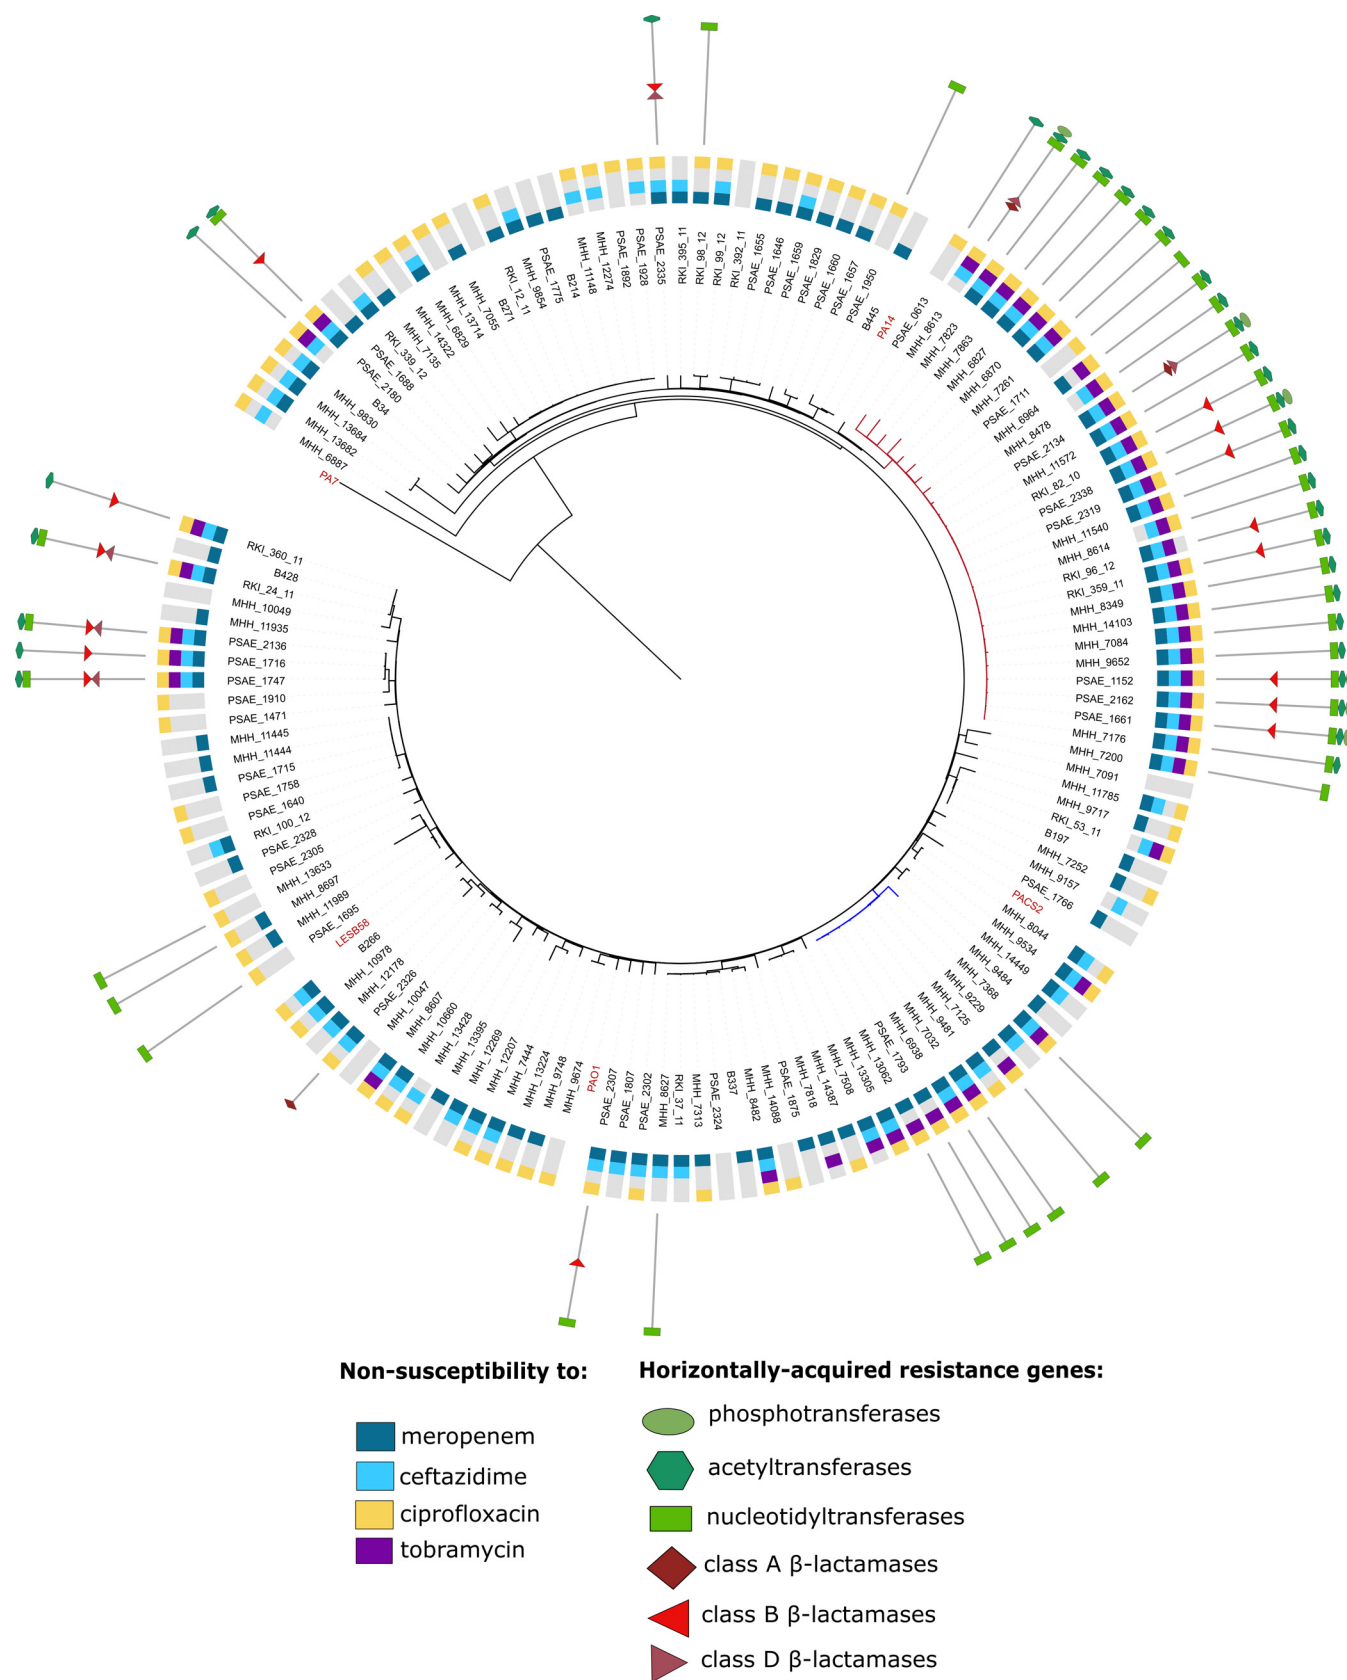 PA7
MHH_6887
MHH_13682
MHH_13684
MHH_9830
B34
PSAE_2180
PSAE_1688
RKI_339_12
MHH_7135
MHH_14322
MHH_6829
MHH_13714
MHH_7055
B271
RKI_12_11
MHH_9854
PSAE_1775
B214
MHH_11148
MHH_12274
PSAE_1892
PSAE_1928
PSAE_2335
RKI_395_11
RKI_98_12
RKI_99_12
RKI_392_11
PSAE_1655
PSAE_1646
PSAE_1659
PSAE_1829
PSAE_1660
PSAE_1657
PSAE_1950
B445
PA14
PSAE_0613
MHH_8613
MHH_7823
MHH_7863
MHH_6827
MHH_6870
MHH_7261
PSAE_1711
MHH_6964
MHH_8478
PSAE_2134
MHH_11572
RKI_82_10
PSAE_2338
PSAE_2319
MHH_11540
MHH_8614
RKI_96_12
RKI_359_11
MHH_8349
MHH_14103
MHH_7084
MHH_9652
PSAE_1152
PSAE_2162
PSAE_1661
MHH_7176
MHH_7200
MHH_7091
MHH_11785
MHH_9717
RKI_53_11
B197
MHH_7252
MHH_9157
PSAE_1766
PACS2
MHH_8044
MHH_9534
MHH_14449
MHH_9484
MHH_7368
MHH_9229
MHH_7125
MHH_9481
MHH_7032
MHH_6938
PSAE_1793
MHH_13062
MHH_13305
MHH_7508
MHH_14387
MHH_7818
PSAE_1875
MHH_14088
MHH_8482
B337
PSAE_2324
MHH_7313
RKI_37_11
MHH_8627
PSAE_2302
PSAE_1807
PSAE_2307
PAO1
MHH_9674
MHH_9748
MHH_13224
MHH_7444
MHH_12207
MHH_12269
MHH_13395
MHH_13428
MHH_10660
MHH_8607
MHH_10047
PSAE_2326
MHH_12178
MHH_10978
B266
LESB58
PSAE_1695
MHH_11989
MHH_8697
MHH_13633
PSAE_2305
PSAE_2328
RKI_100_12
PSAE_1640
PSAE_1758
PSAE_1715
MHH_11444
MHH_11445
PSAE_1471
PSAE_1910
PSAE_1747
PSAE_1716
PSAE_2136
MHH_11935
MHH_10049
RKI_24_11
B428
RKI_360_11
Non-susceptibility to:
meropenem
ceftazidime
ciprofloxacin
tobramycin
Horizontally-acquired resistance genes:
phosphotransferases
acetyltransferases
nucleotidyltransferases
class A β-lactamases
class B β-lactamases
class D β-lactamases